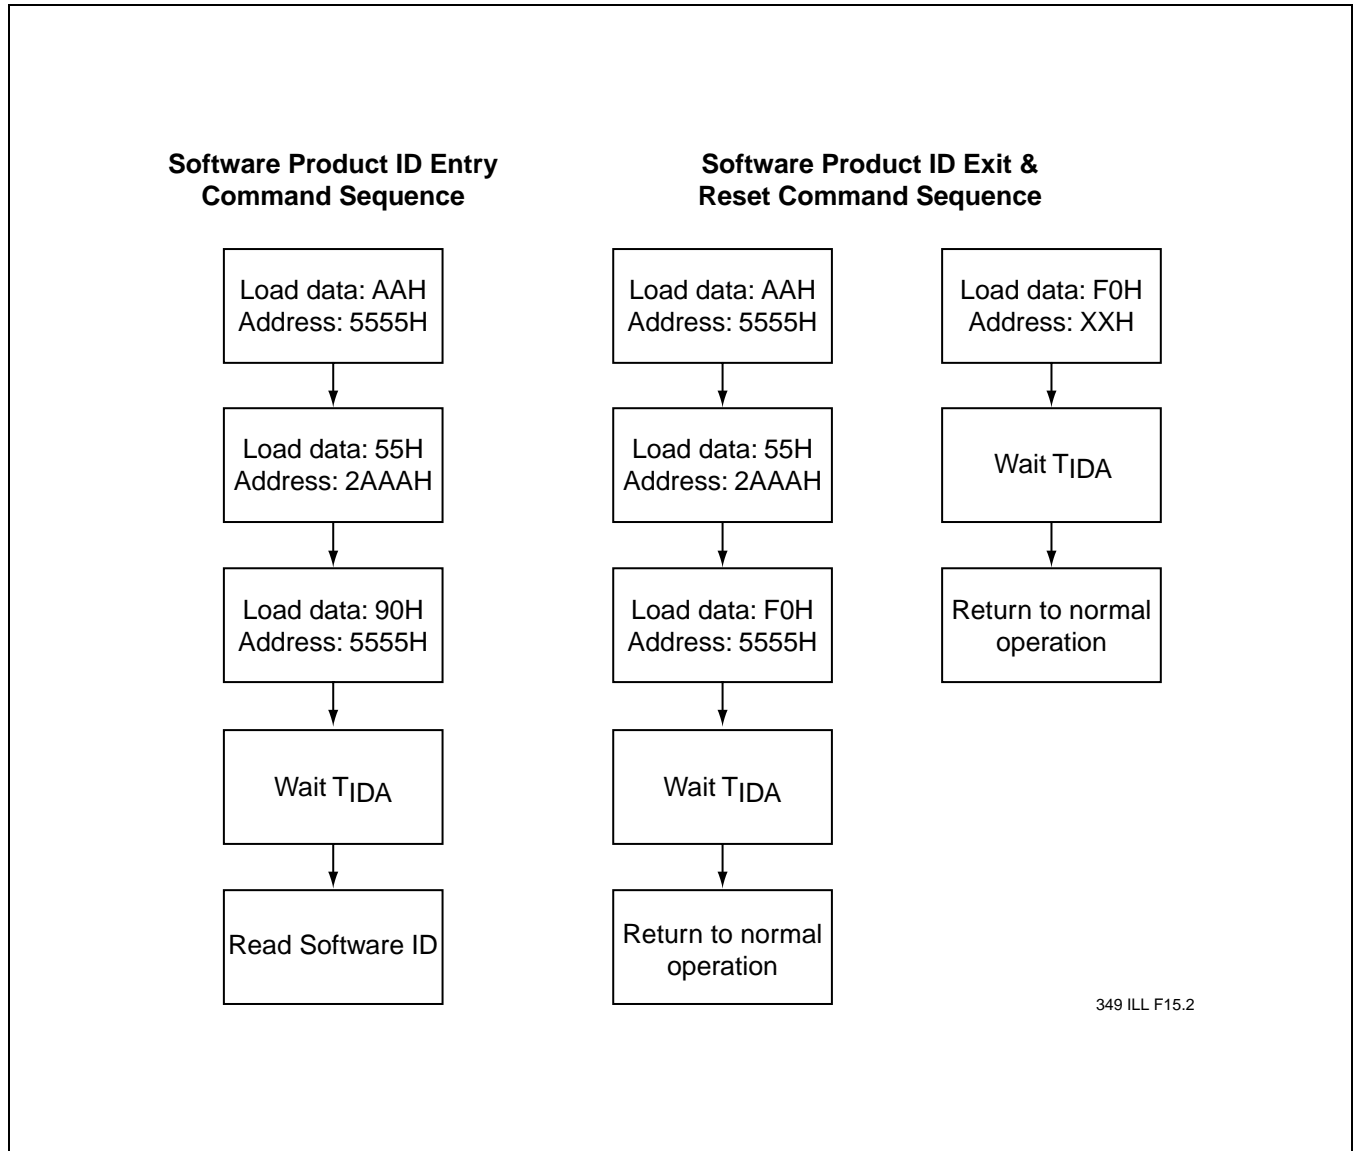 Software Product ID Entry
Command Sequence
Load data: AAH
Address: 5555H
Load data: 55H
Address: 2AAAH
Load data: 90H
Address: 5555H
Wait TIDA
Read Software ID
Software Product ID Exit &
Reset Command Sequence
Load data: AAH
Address: 5555H
Load data: 55H
Address: 2AAAH
Load data: F0H
Address: 5555H
Wait TIDA
Return to normal
operation
Load data: F0H
Address: XXH
Wait TIDA
Return to normal
operation
349 ILL F15.2